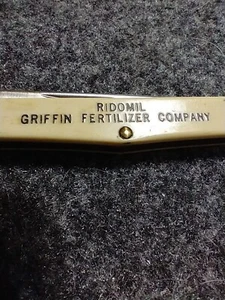 RIDOMIL
GRIFFIN FERTILIZER COMPANY